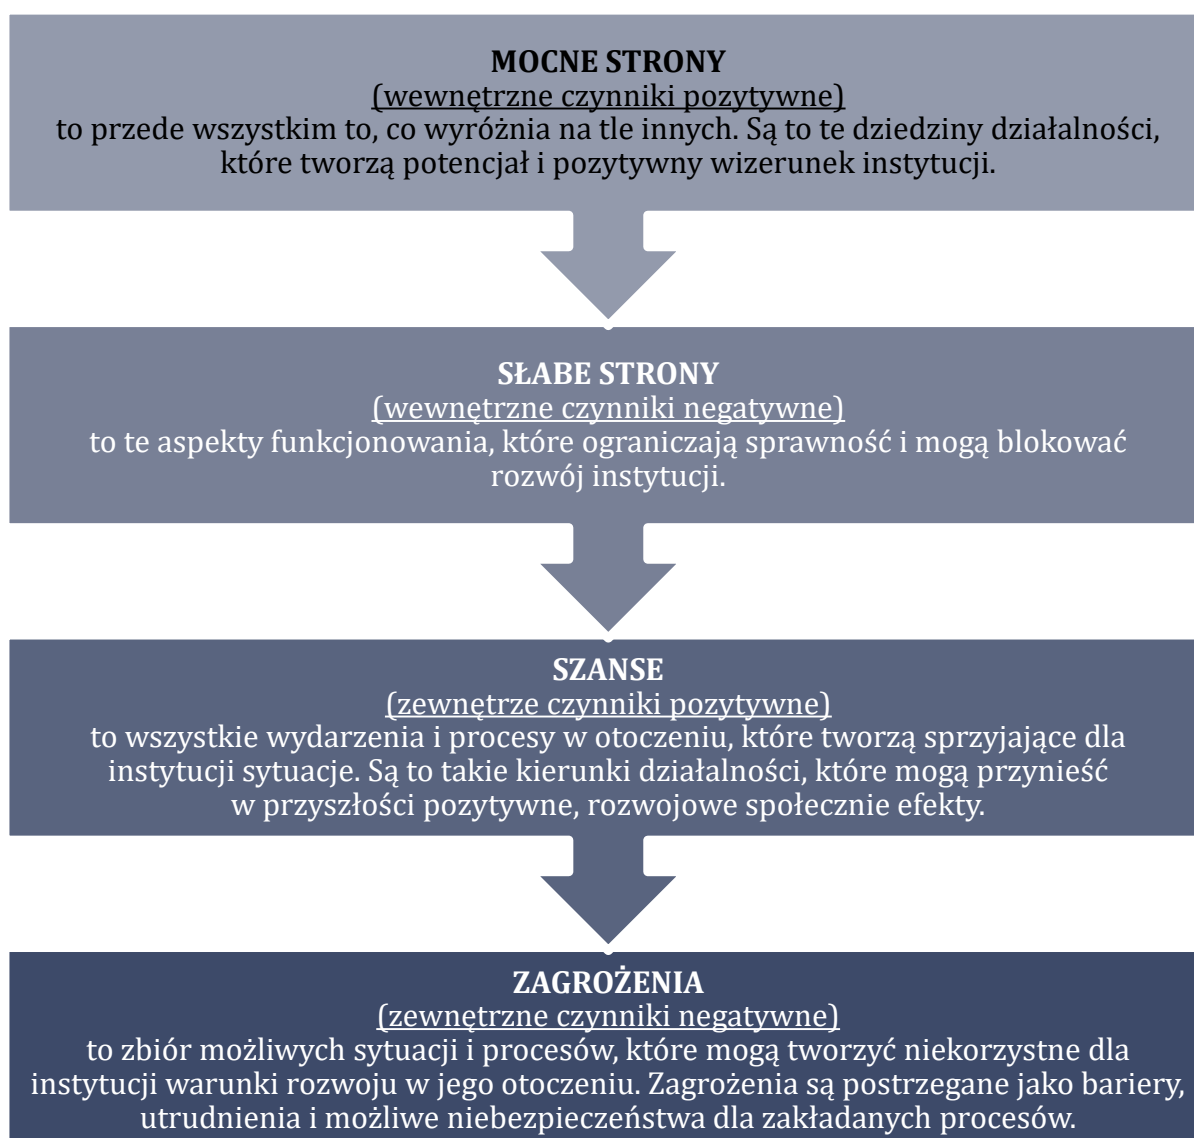 MOCNE STRONY
(wewnętrzne czynniki pozytywne)
to przede wszystkim to, co wyróżnia na tle innych. Są to te dziedziny działalności,
które tworzą potencjał i pozytywny wizerunek instytucji.
SŁABE STRONY
(wewnętrzne czynniki negatywne)
to te aspekty funkcjonowania, które ograniczają sprawność i mogą blokować
rozwój instytucji.
SZANSE
(zewnętrze czynniki pozytywne)
to wszystkie wydarzenia i procesy w otoczeniu, które tworzą sprzyjające dla
instytucji sytuacje. Są to takie kierunki działalności, które mogą przynieść
w przyszłości pozytywne, rozwojowe społecznie efekty.
ZAGROŻENIA
(zewnętrzne czynniki negatywne)
to zbiór możliwych sytuacji i procesów, które mogą tworzyć niekorzystne dla
instytucji warunki rozwoju w jego otoczeniu. Zagrożenia są postrzegane jako bariery,
utrudnienia i możliwe niebezpieczeństwa dla zakładanych procesów.